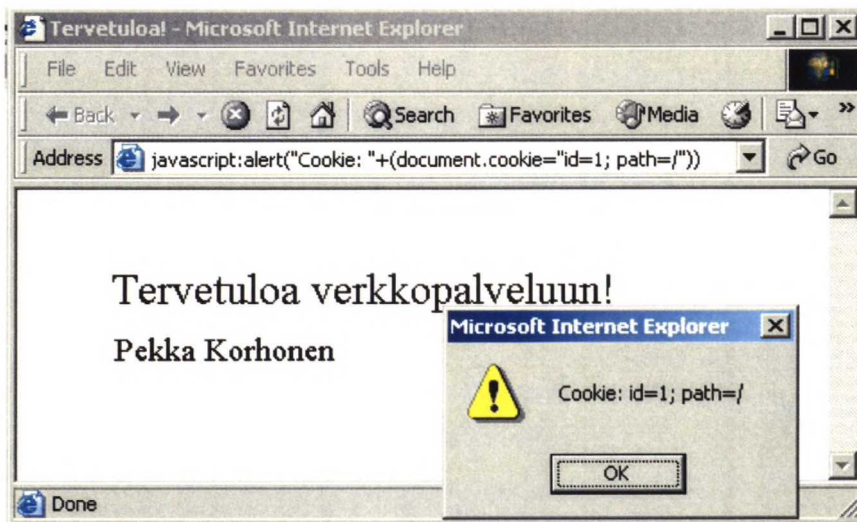 Tervetuloa! - Microsoft Internet Explorer
File Edit View Favorites Tools Help
Back Search Favorites Media »
Address javascript:alert("Cookie: "+(document.cookie="id=1; path=/")) Go
Tervetuloa verkkopalveluun!
Pekka Korhonen
Microsoft Internet Explorer
Cookie: id=1; path=/
OK
Done